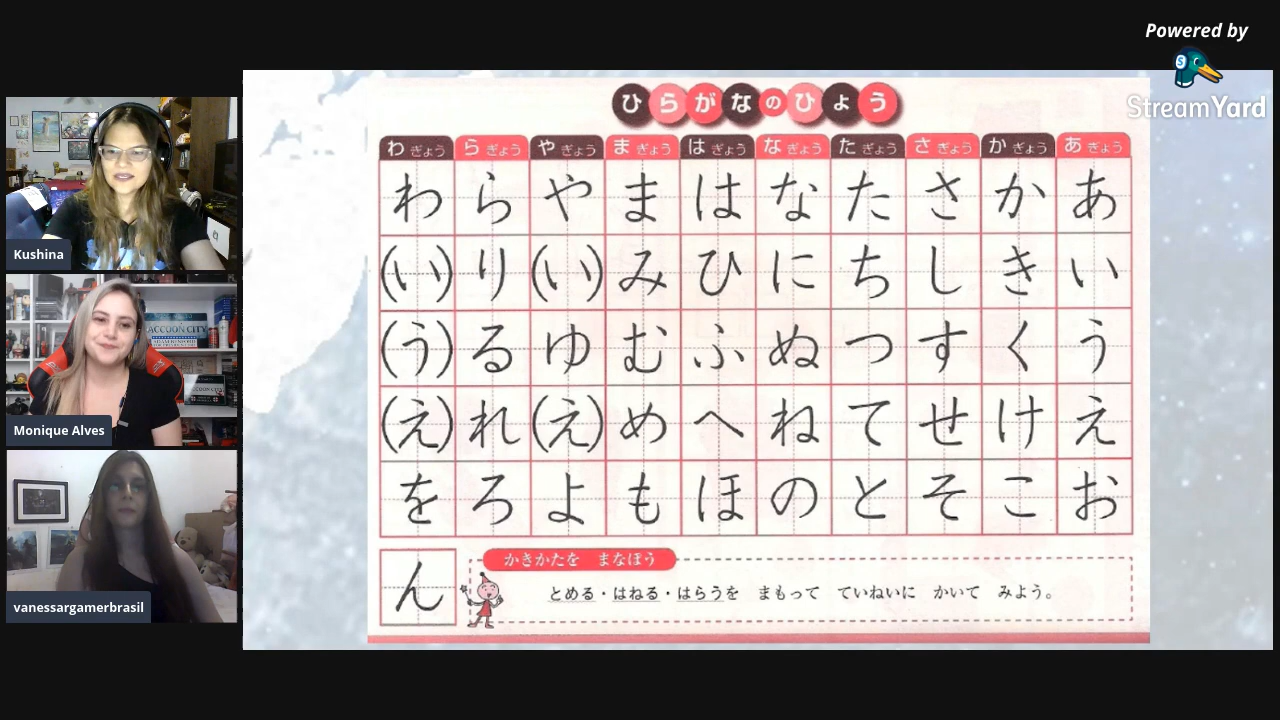 Powered by
StreamYard
Kushina
RACCOON CITY
Monique Alves
vanessargamerbrasil
ひらがなのひょう
わぎょう らぎょう やぎょう まぎょう はぎょう なぎょう たぎょう さぎょう かぎょう あぎょう
わ ら や ま は な た さ か あ
(い) り (い) み ひ に ち し き い
(う) る ゆ む ふ ぬ つ す く う
(え) れ (え) め へ ね て せ け え
を ろ よ も ほ の と そ こ お
ん
かきかたを まなぼう
とめる・はねる・はらうを まもって ていねいに かいて みよう。